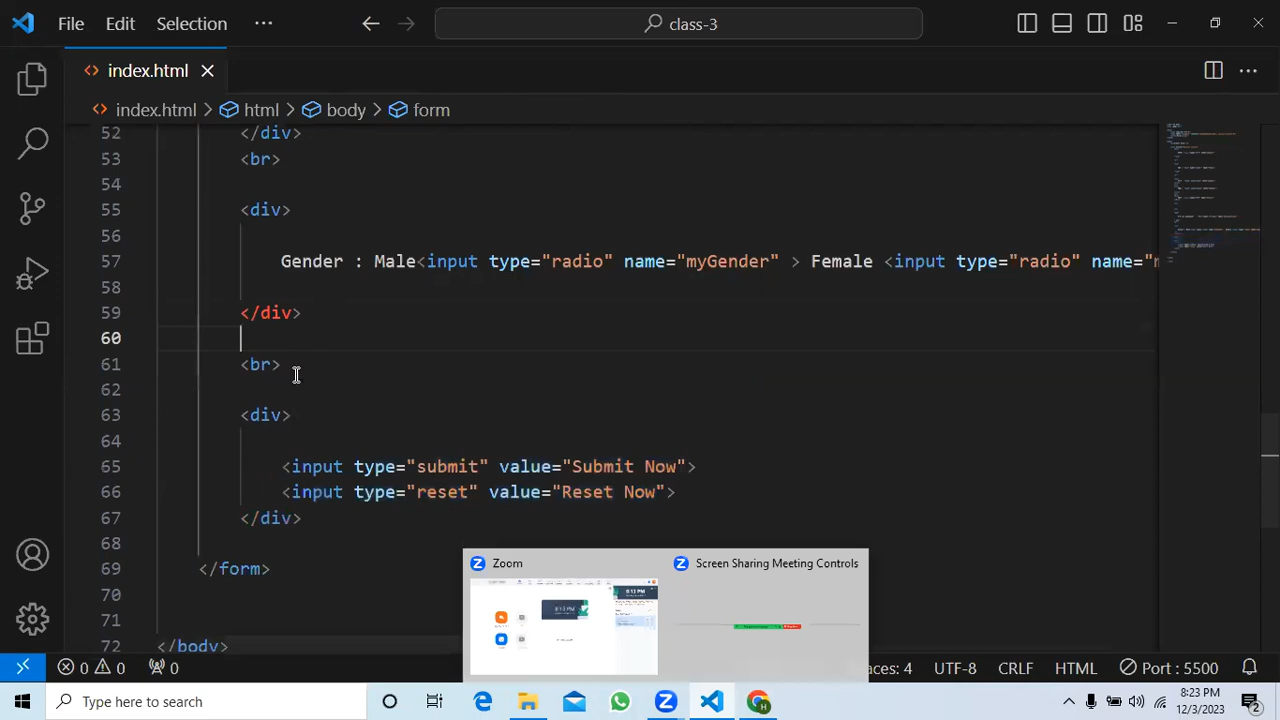 File Edit Selection ··· class-3
index.html
index.html > html > body > form
52 </div>
53 <br>
54
55 <div>
56
57 Gender : Male<input type="radio" name="myGender" > Female <input type="radio" name="m
58
59 </div>
60
61 <br>
62
63 <div>
64
65 <input type="submit" value="Submit Now">
66 <input type="reset" value="Reset Now">
67 </div>
68
69 </form>
70
71
72 </body>
Zoom Screen Sharing Meeting Controls
8:13 PM
0 0 0 aces: 4 UTF-8 CRLF HTML Port : 5500
Type here to search
8:23 PM
12/3/2023
2